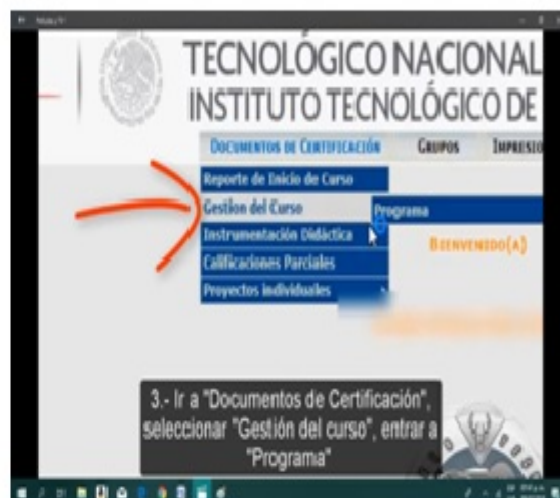 TECNOLÓGICO NACIONAL
INSTITUTO TECNOLÓGICO DE
DOCUMENTOS DE CERTIFICACIÓN GRUPOS IMPRESIO
Reporte de Inicio de Curso
Gestion del Curso Programa
Instrumentación Didáctica
BIENVENIDO(A)
Calificaciones Parciales
Proyectos individuales
3.- Ir a "Documentos de Certificación",
seleccionar "Gestión del curso", entrar a
"Programa"